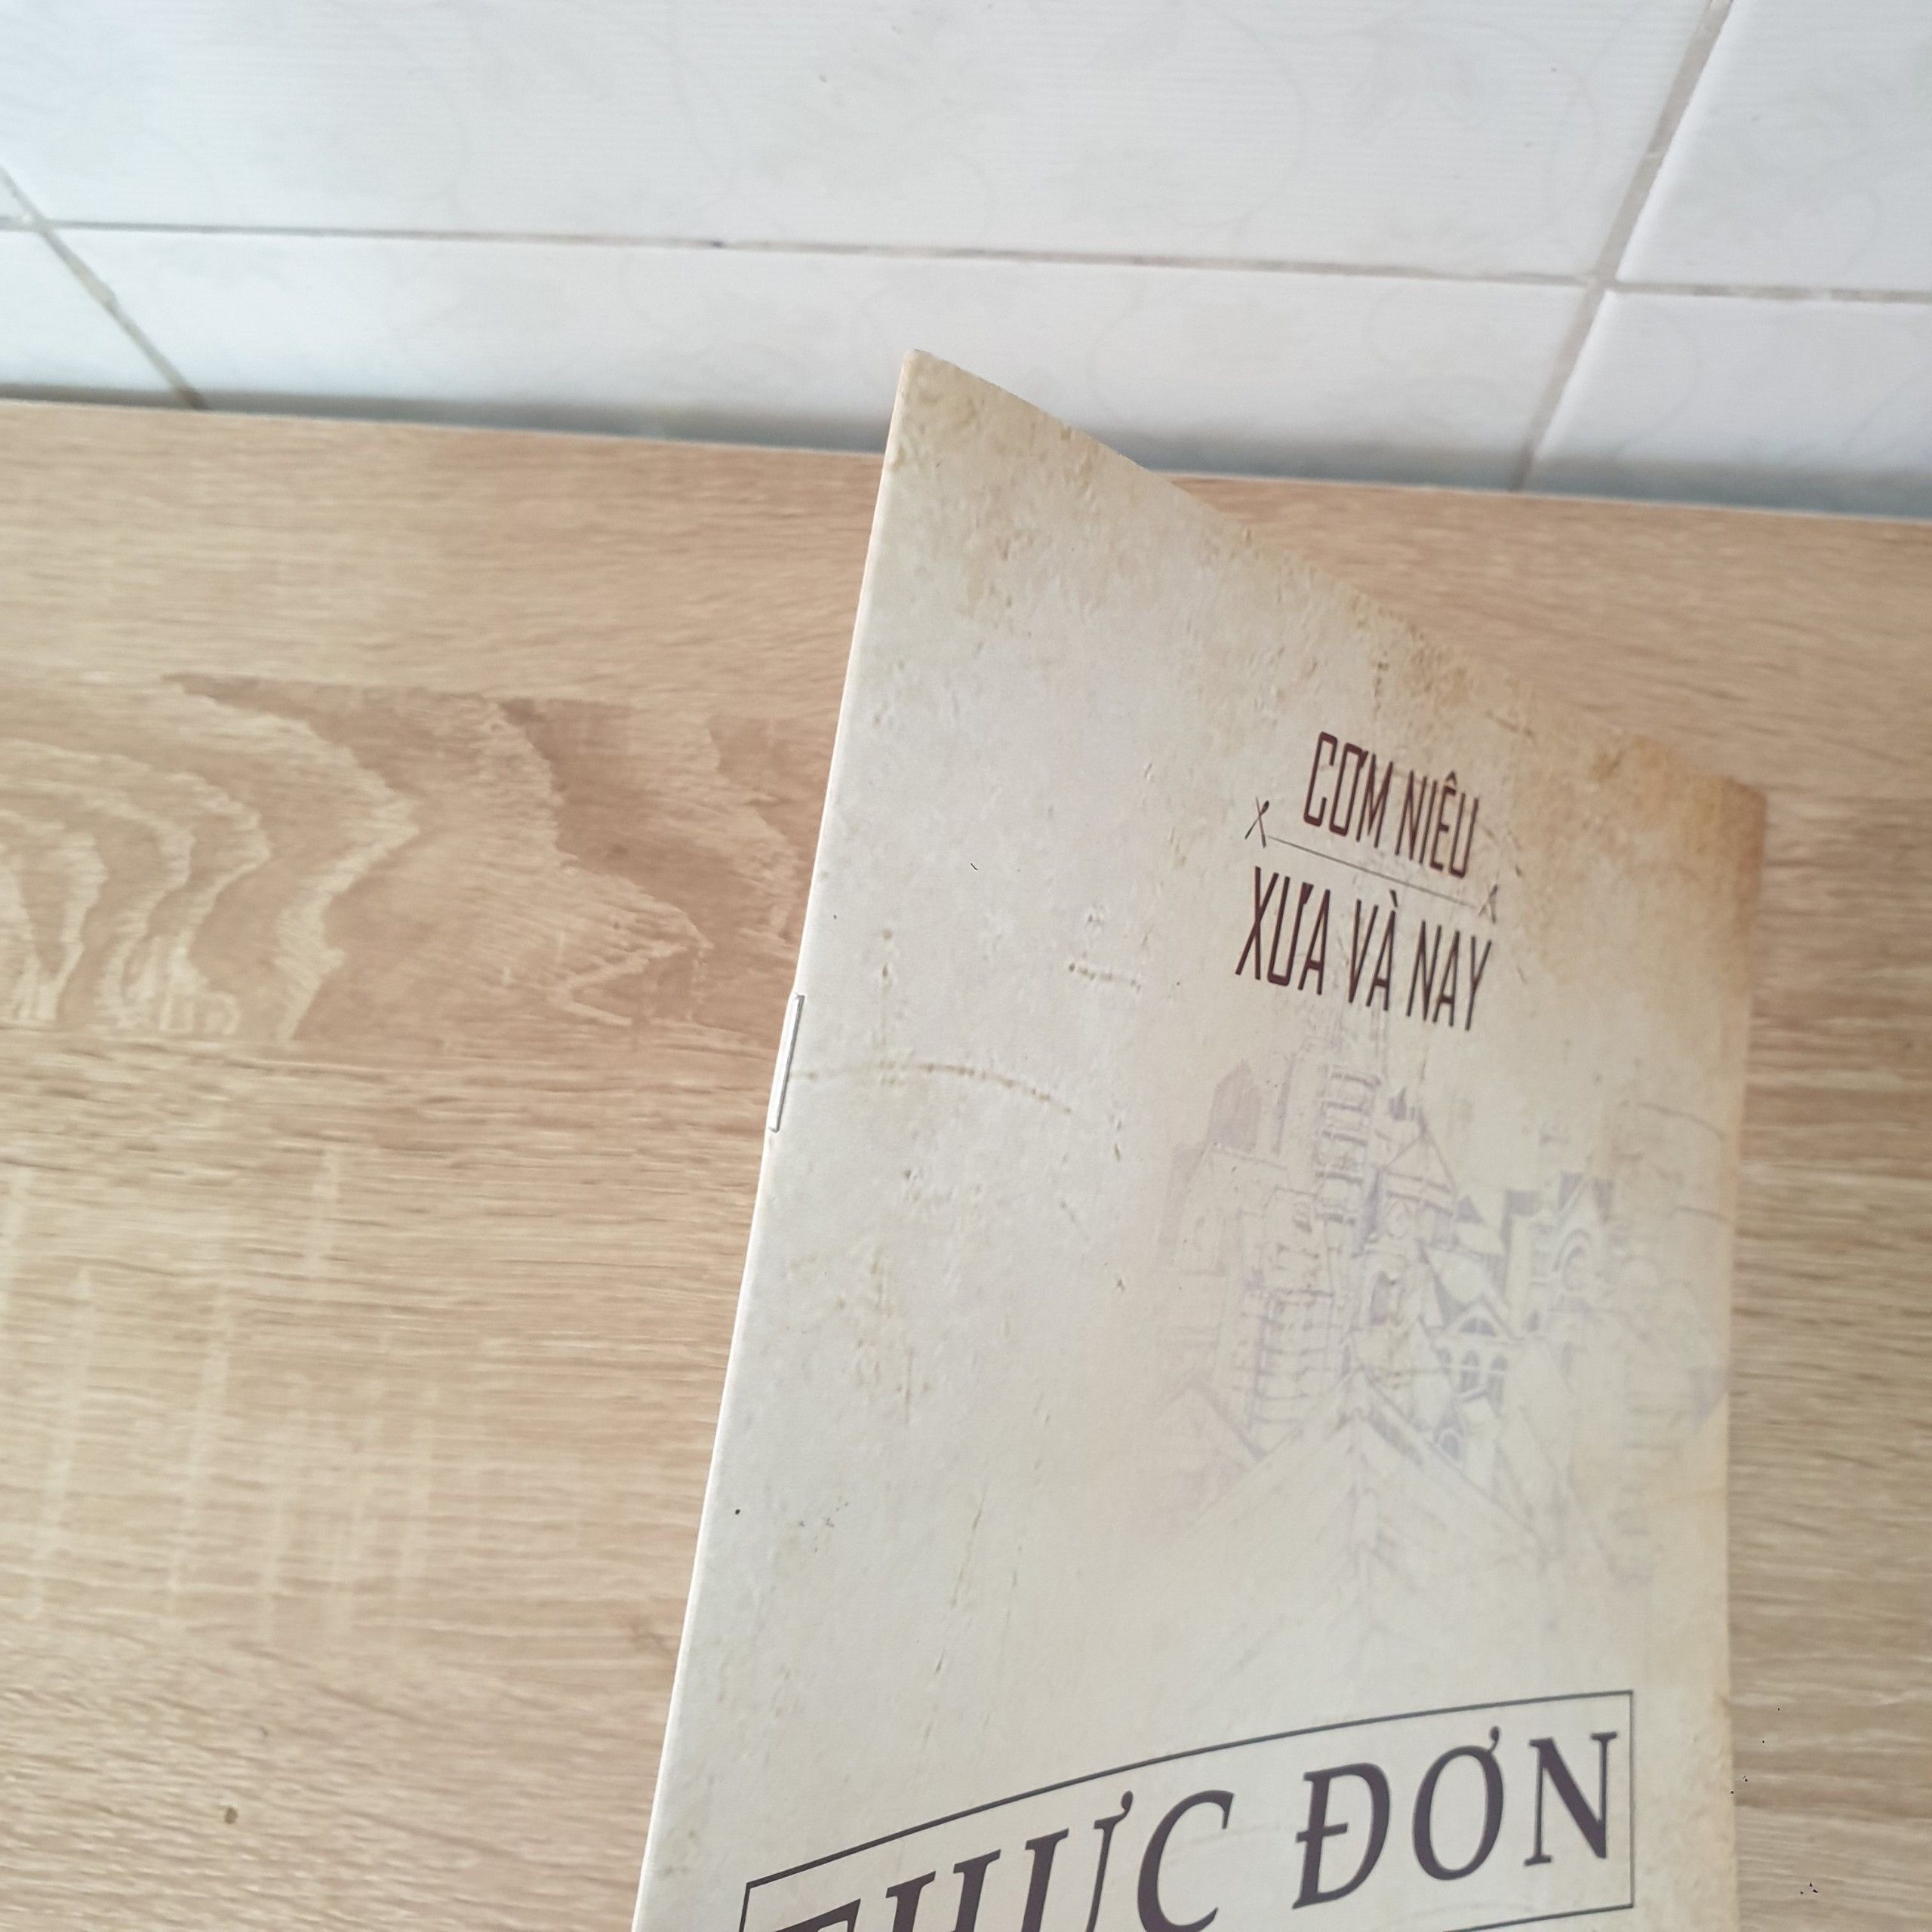 CƠM NIÊU
XƯA VÀ NAY
THỰC ĐƠN